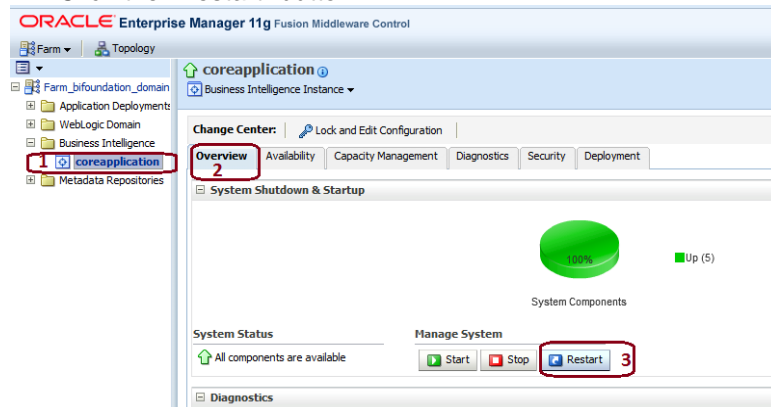 ORACLE Enterprise Manager 11g Fusion Middleware Control
Farm Topology
Farm_bifoundation_domain
Application Deployments
WebLogic Domain
Business Intelligence
1 coreapplication
Metadata Repositories
coreapplication
Business Intelligence Instance
Change Center: Lock and Edit Configuration
Overview Availability Capacity Management Diagnostics Security Deployment
2
System Shutdown & Startup
100% Up (5)
System Components
System Status Manage System
All components are available Start Stop Restart 3
Diagnostics